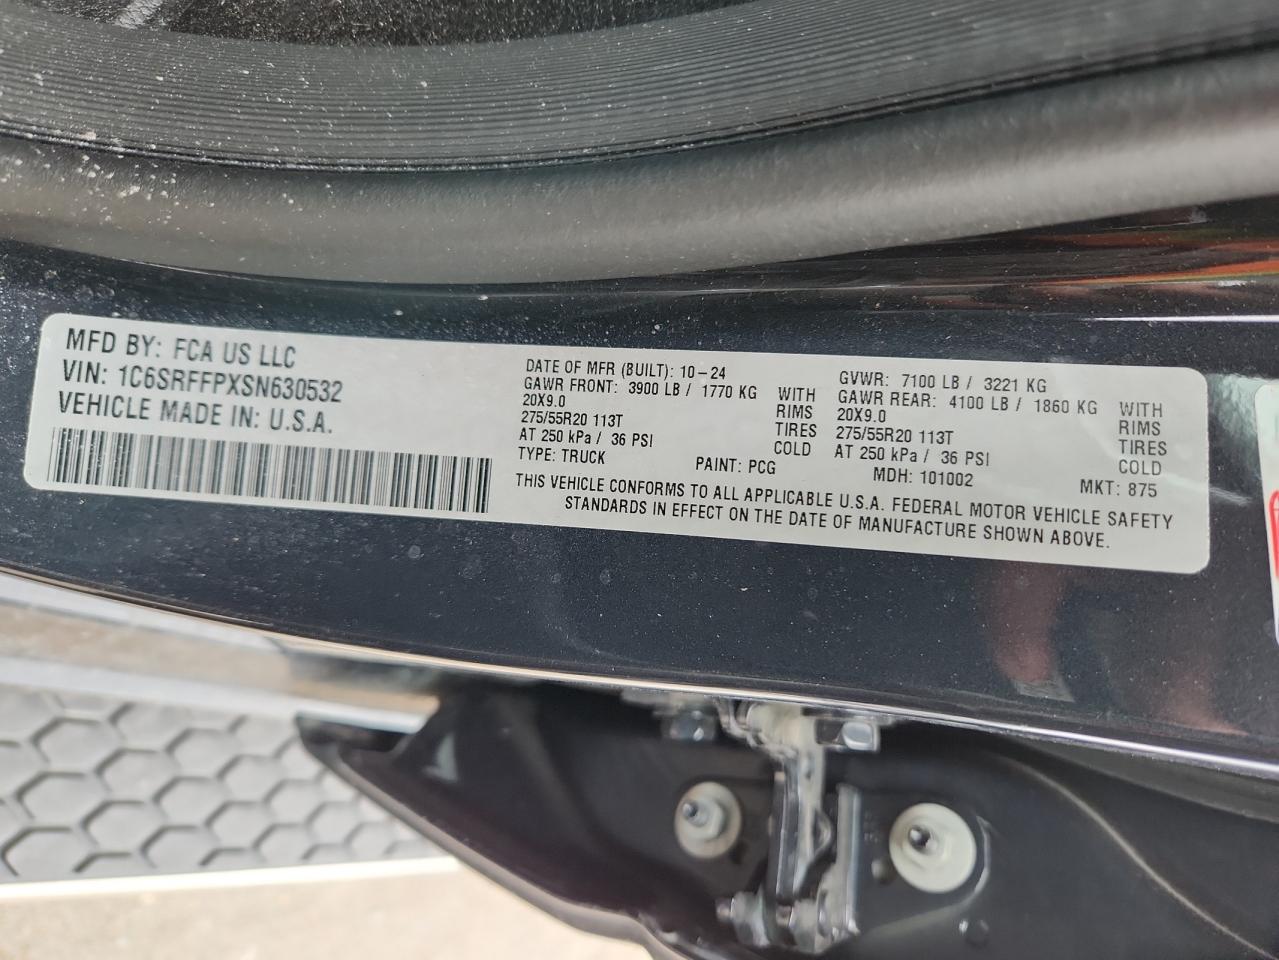 MFD BY: FCA US LLC
VIN: 1C6SRFFPXSN630532
VEHICLE MADE IN: U.S.A.
DATE OF MFR (BUILT): 10-24
GAWR FRONT: 3900 LB / 1770 KG WITH
20X9.0 RIMS
275/55R20 113T TIRES
AT 250 kPa / 36 PSI COLD
TYPE: TRUCK PAINT: PCG
GVWR: 7100 LB / 3221 KG
GAWR REAR: 4100 LB / 1860 KG WITH
20X9.0 RIMS
275/55R20 113T TIRES
AT 250 kPa / 36 PSI COLD
MDH: 101002 MKT: 875
THIS VEHICLE CONFORMS TO ALL APPLICABLE U.S.A. FEDERAL MOTOR VEHICLE SAFETY
STANDARDS IN EFFECT ON THE DATE OF MANUFACTURE SHOWN ABOVE.